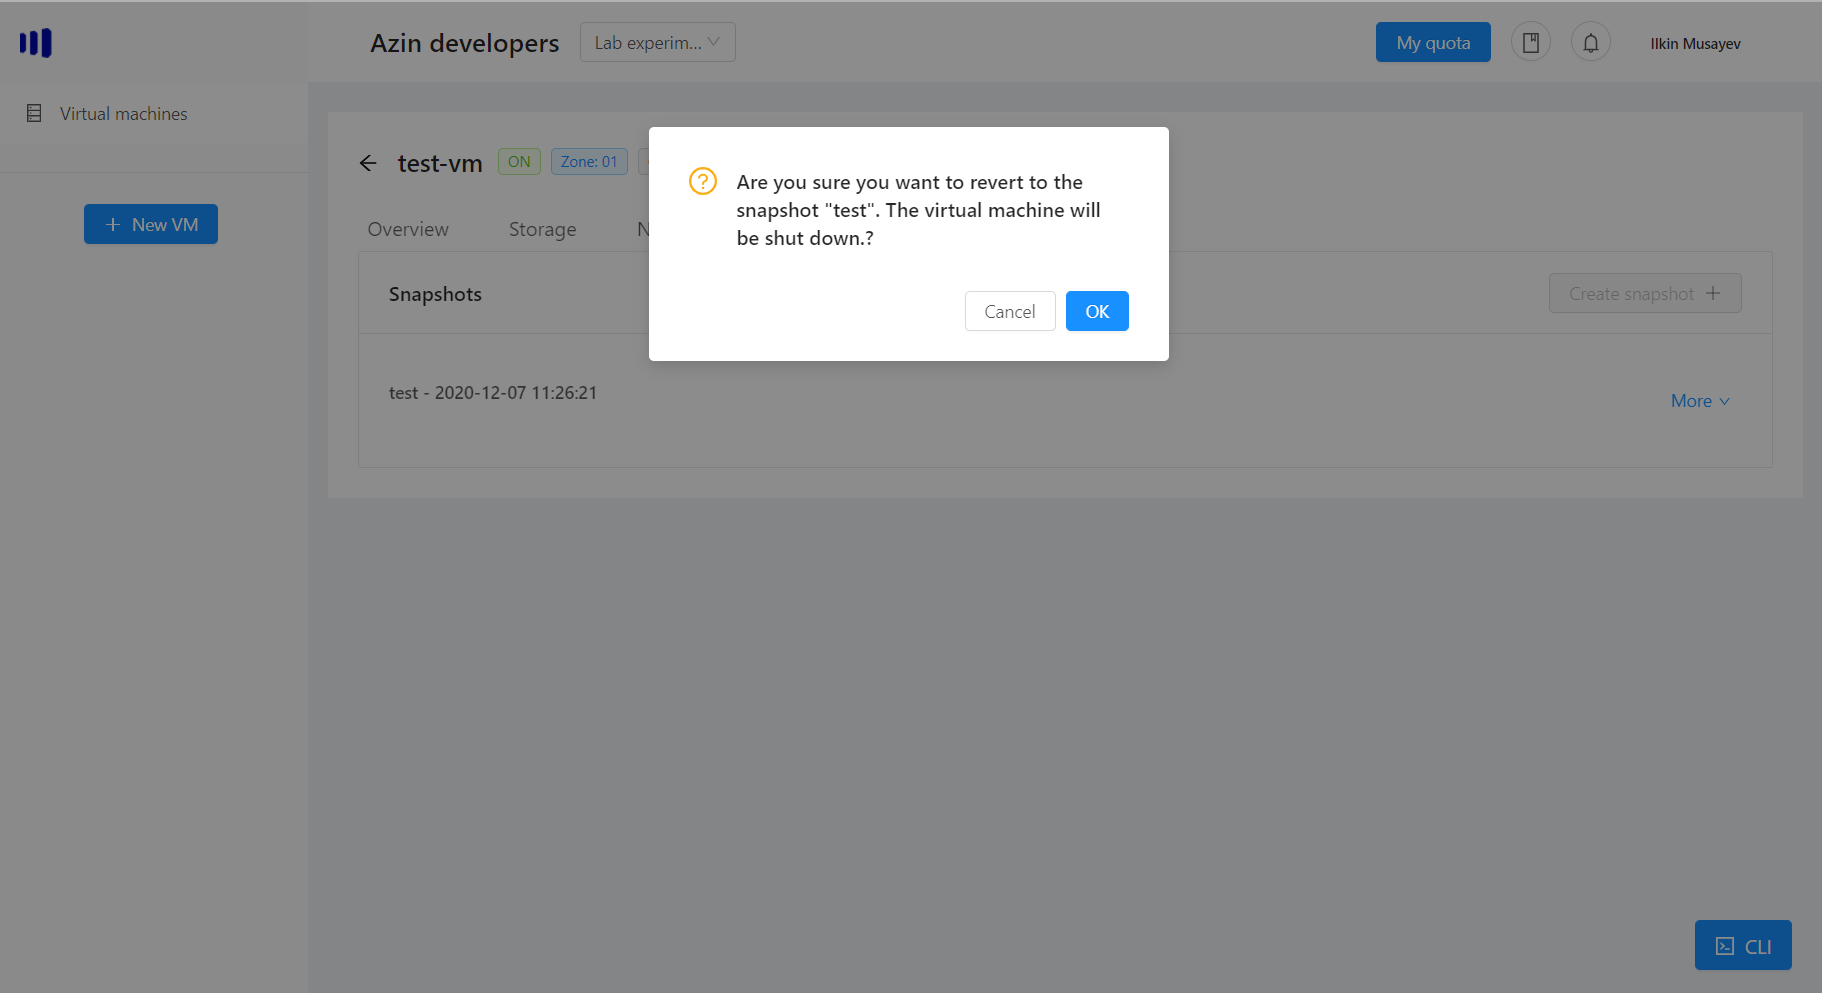 Azin developers
Lab experim...
My quota
Ilkin Musayev
Virtual machines
New VM
test-vm
ON
Zone: 01
Overview
Storage
N
Snapshots
Create snapshot
test - 2020-12-07 11:26:21
More
Are you sure you want to revert to the
snapshot "test". The virtual machine will
be shut down.?
Cancel
OK
CLI